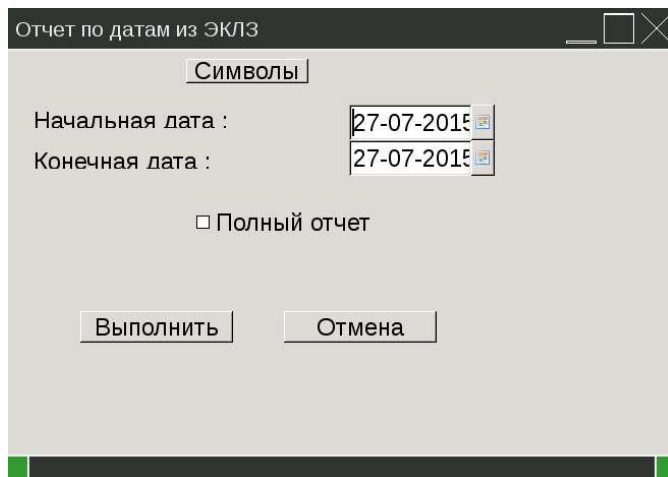 Отчет по датам из ЭКЛЗ
Символы
Начальная дата : 27-07-2015
Конечная дата : 27-07-2015
Полный отчет
Выполнить Отмена